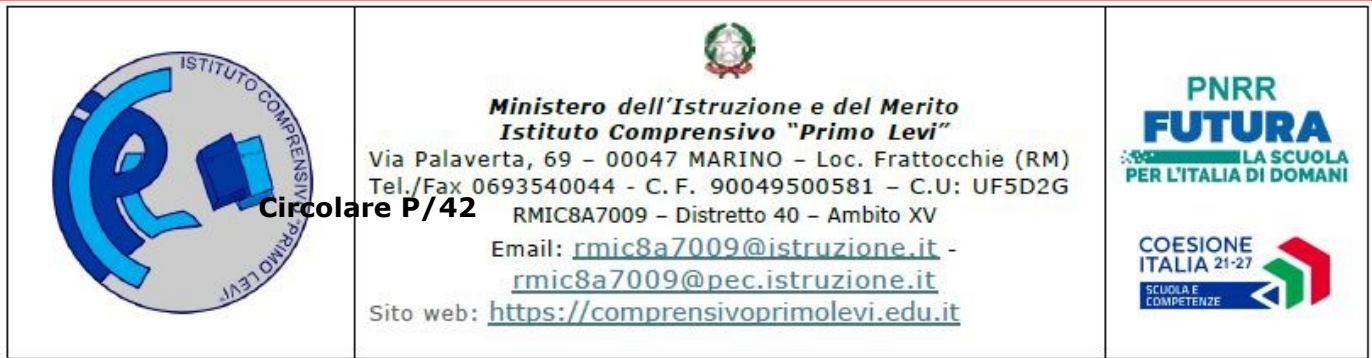 ISTITUTO COMPRENSIVO "PRIMO LEVI"
Circolare P/42
Ministero dell'Istruzione e del Merito
Istituto Comprensivo "Primo Levi"
Via Palaverta, 69 – 00047 MARINO – Loc. Frattocchie (RM)
Tel./Fax 0693540044 - C. F. 90049500581 – C.U: UF5D2G
RMIC8A7009 – Distretto 40 – Ambito XV
Email: rmic8a7009@istruzione.it -
rmic8a7009@pec.istruzione.it
Sito web: https://comprensivoprimolevi.edu.it
PNRR
FUTURA
LA SCUOLA
PER L'ITALIA DI DOMANI
COESIONE
ITALIA 21-27
SCUOLA E
COMPETENZE